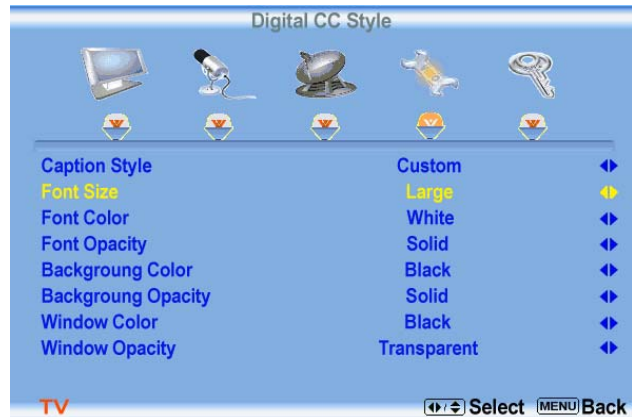 Digital CC Style
Caption Style Custom
Font Size Large
Font Color White
Font Opacity Solid
Backgroung Color Black
Backgroung Opacity Solid
Window Color Black
Window Opacity Transparent
TV Select MENU Back